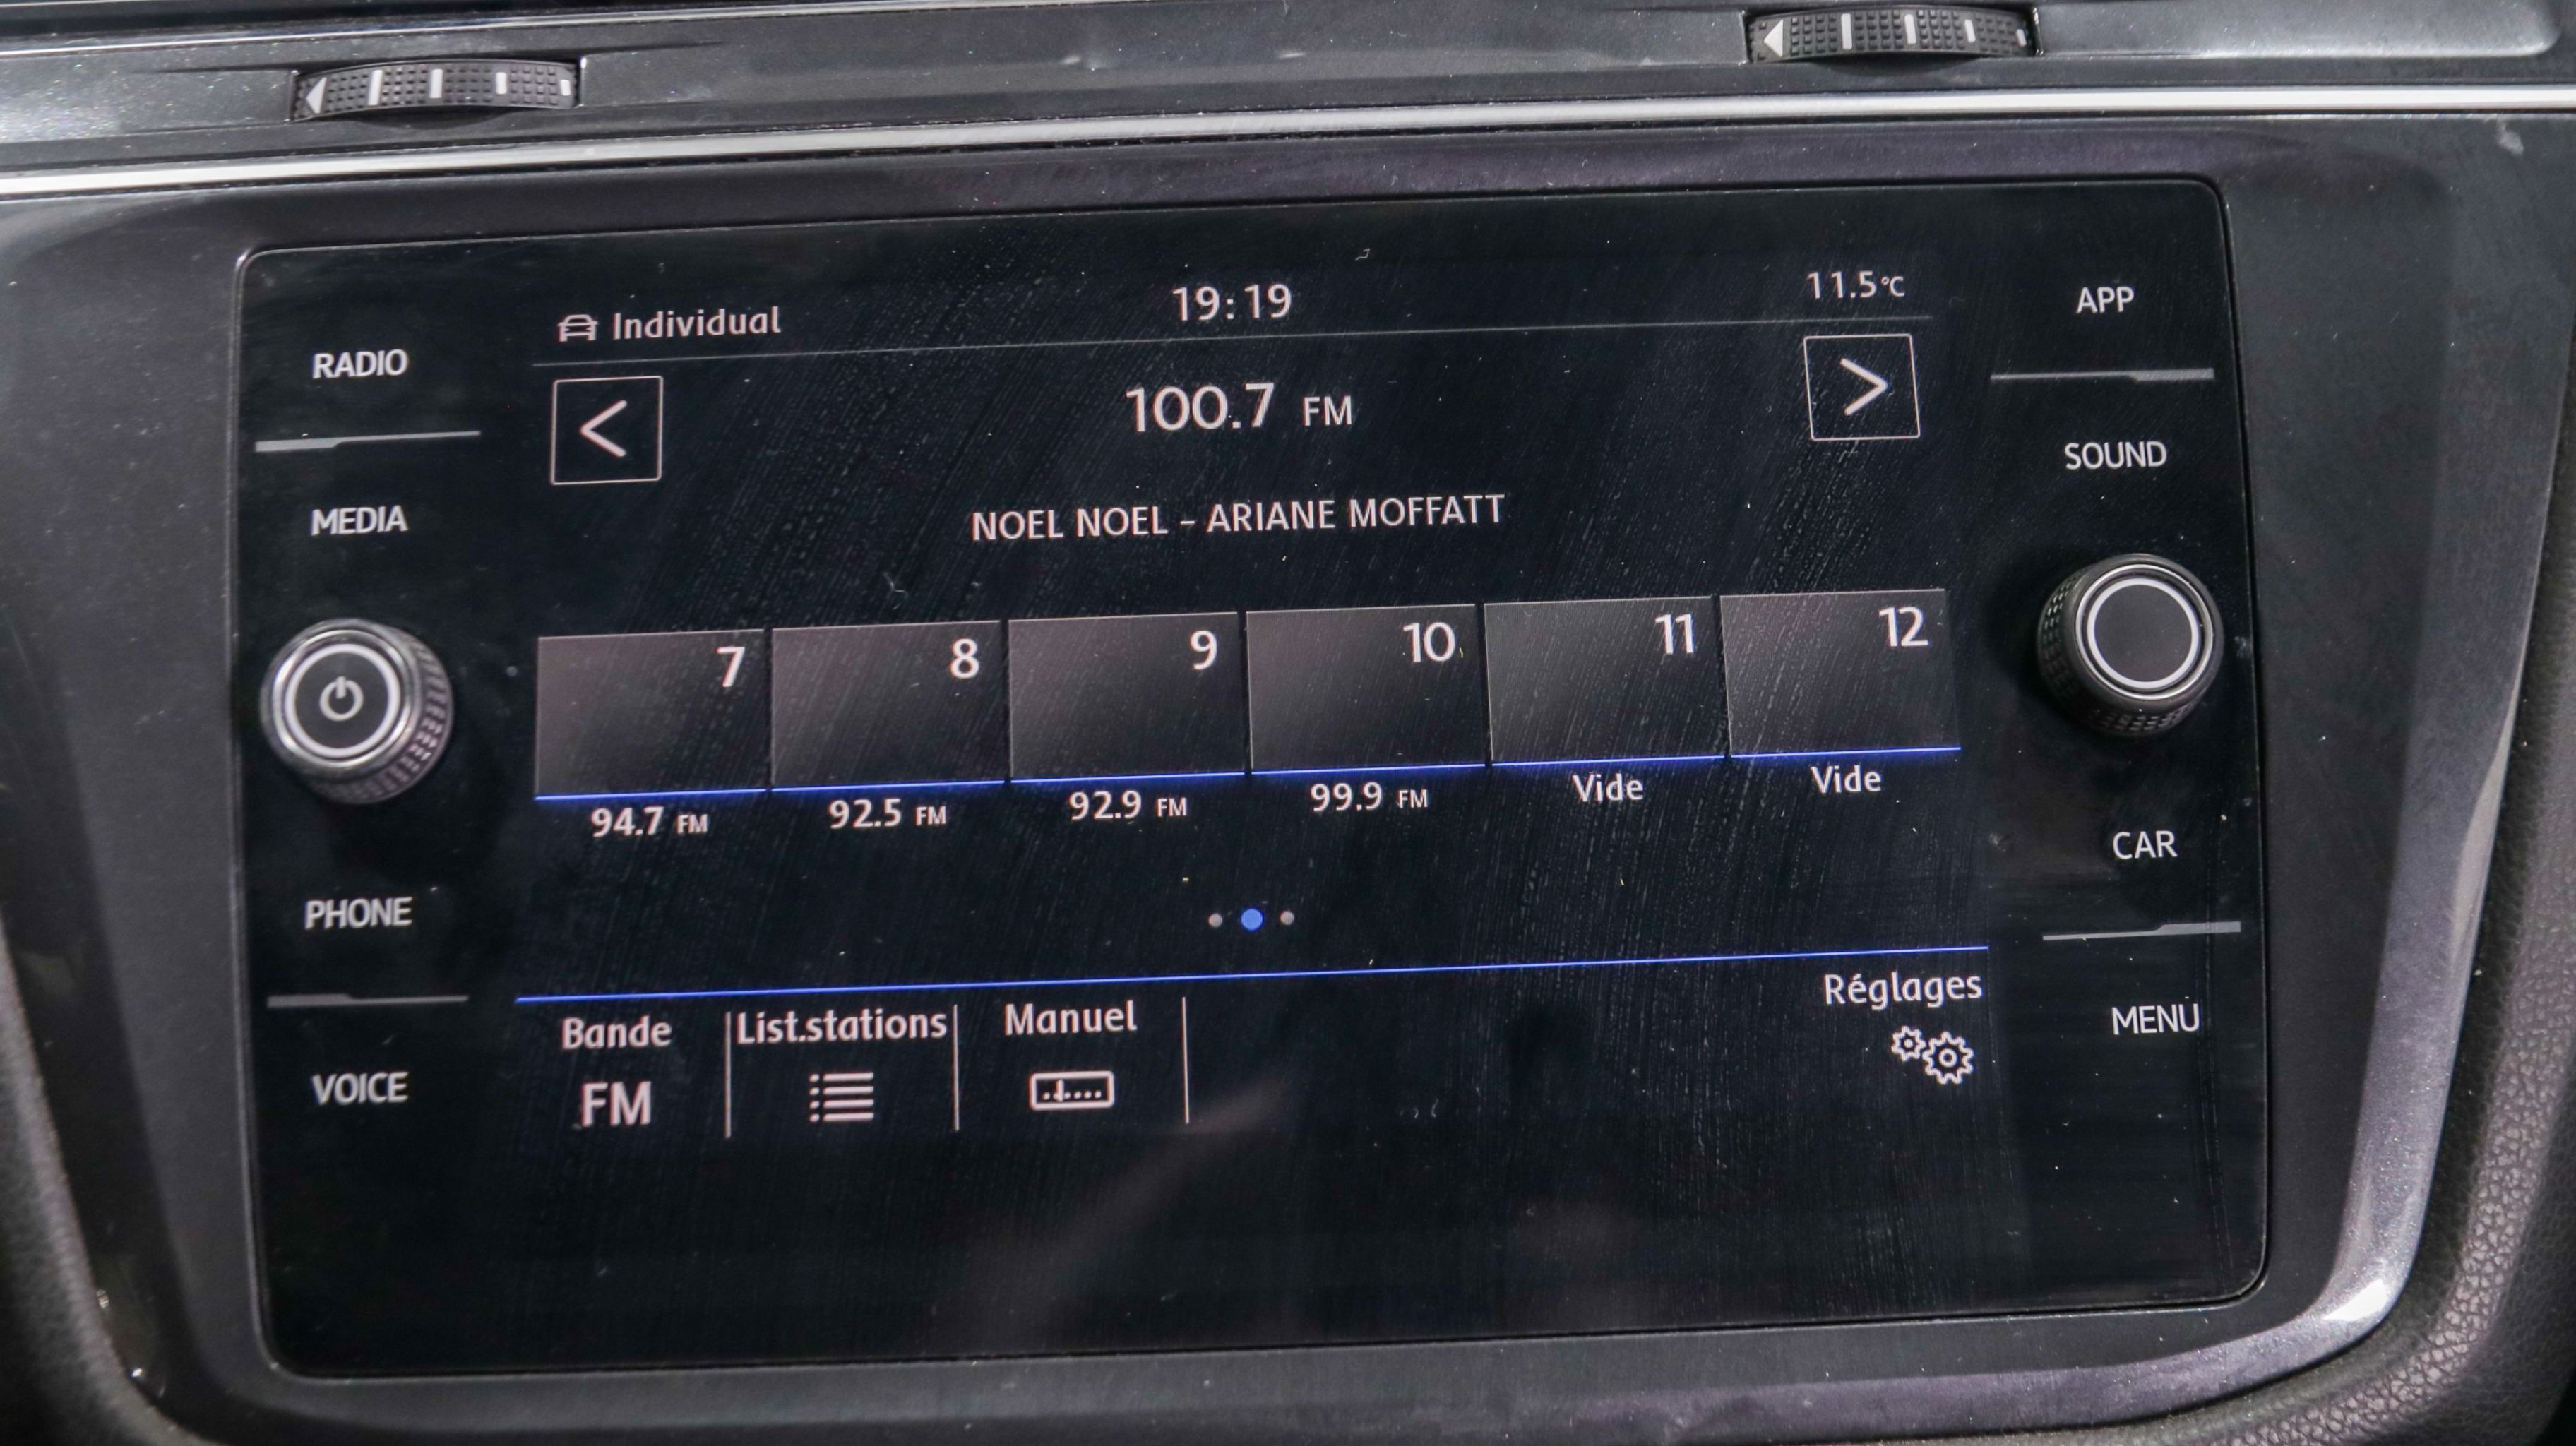 Individual 19:19 11.5°C
100.7 FM
NOEL NOEL - ARIANE MOFFATT
7 8 9 10 11 12
94.7 FM 92.5 FM 92.9 FM 99.9 FM Vide Vide
Bande List.stations Manuel Réglages
FM
RADIO
MEDIA
PHONE
VOICE
APP
SOUND
CAR
MENU